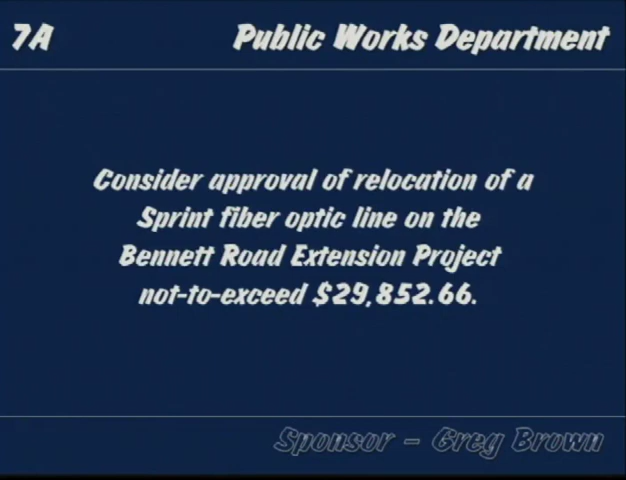 7A
Public Works Department
Consider approval of relocation of a
Sprint fiber optic line on the
Bennett Road Extension Project
not-to-exceed $29,852.66.
Sponsor - Greg Brown